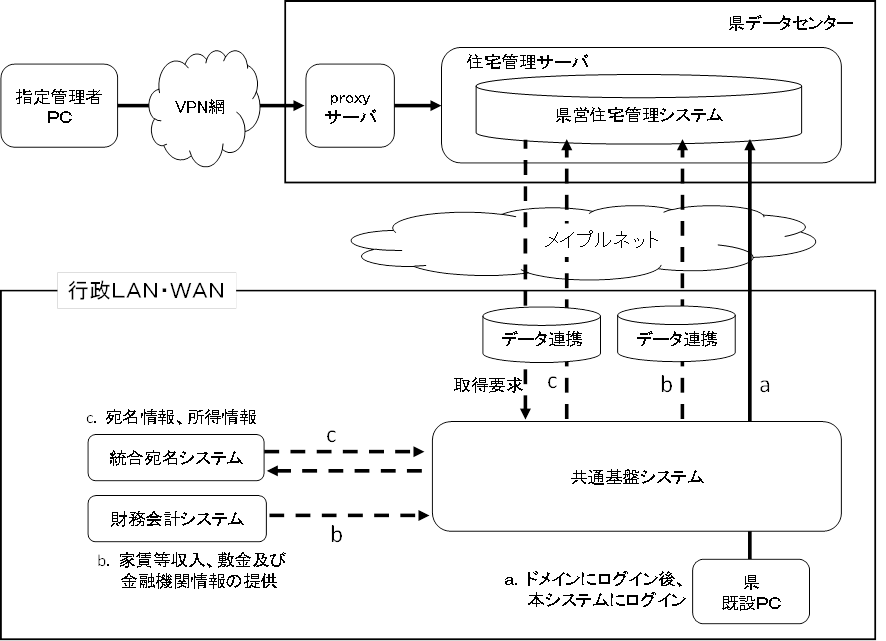 県データセンター
住宅管理サーバ
指定管理者
PC
VPN網
proxy
サーバ
県営住宅管理システム
メイプルネット
行政LAN・WAN
データ連携
データ連携
取得要求
c
b
a
c. 宛名情報、所得情報
統合宛名システム
c
共通基盤システム
財務会計システム
b
b. 家賃等収入、敷金及び
金融機関情報の提供
a. ドメインにログイン後、
本システムにログイン
県
既設PC